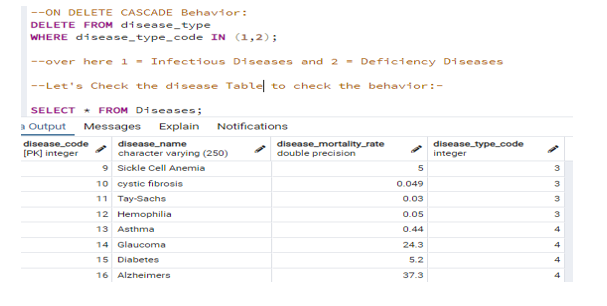 --ON DELETE CASCADE Behavior:
DELETE FROM disease_type
WHERE disease_type_code IN (1,2);
--over here 1 = Infectious Diseases and 2 = Deficiency Diseases
--Let's Check the disease Table to check the behavior:-
SELECT * FROM Diseases;
a Output Messages Explain Notifications
disease_code disease_name disease_mortality_rate disease_type_code
[PK] integer character varying (250) double precision integer
9 Sickle Cell Anemia 5 3
10 cystic fibrosis 0.049 3
11 Tay-Sachs 0.03 3
12 Hemophilia 0.05 3
13 Asthma 0.44 4
14 Glaucoma 24.3 4
15 Diabetes 5.2 4
16 Alzheimers 37.3 4